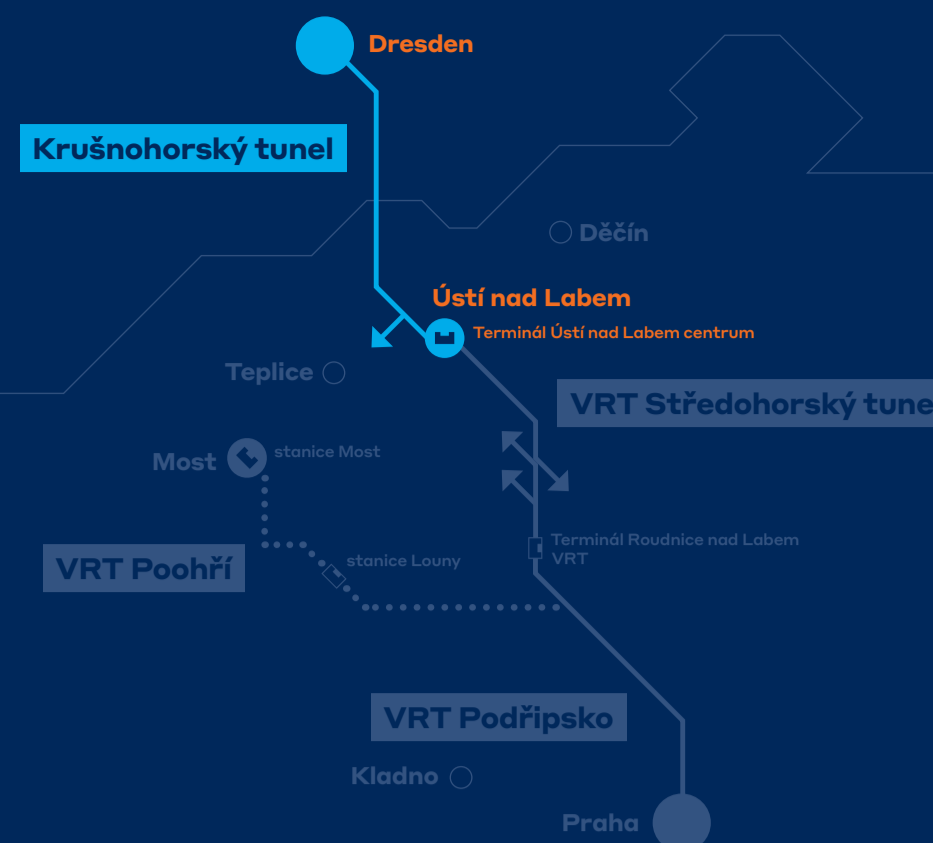 Dresden
Krušnohorský tunel
Děčín
Ústí nad Labem
Terminál Ústí nad Labem centrum
Teplice
VRT Středohorský tune
Most
stanice Most
Terminál Roudnice nad Labem
VRT
VRT Poohří
stanice Louny
VRT Podřipsko
Kladno
Praha